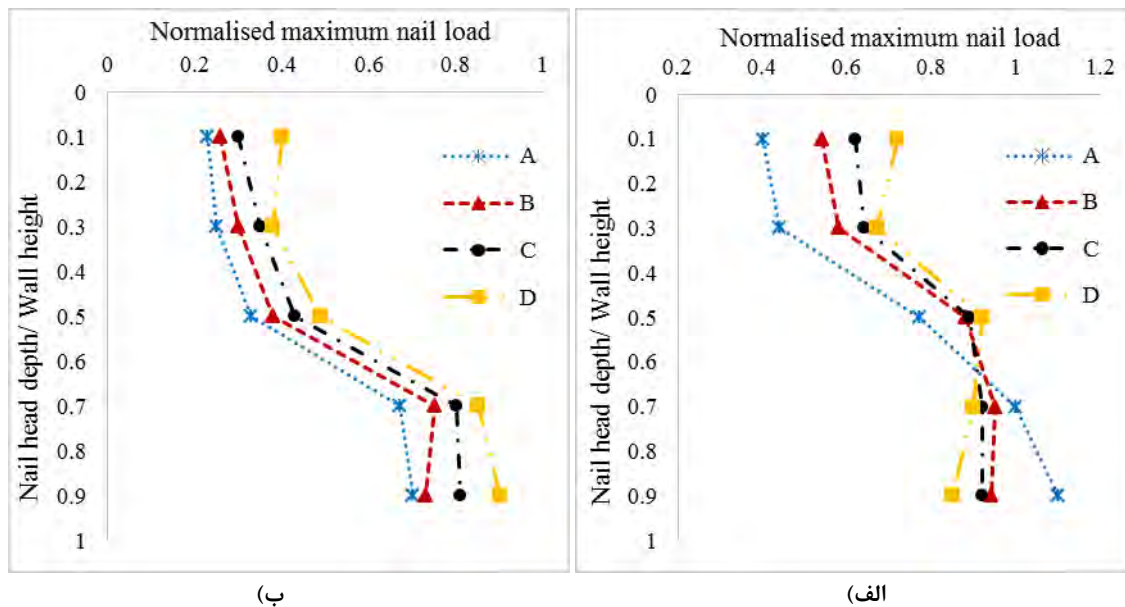 Normalised maximum nail load
0 0.2 0.4 0.6 0.8 1
0
0.1
0.2
0.3
0.4
0.5
0.6
0.7
0.8
0.9
1
Nail head depth/ Wall height
A
B
C
D
ب)
Normalised maximum nail load
0.2 0.4 0.6 0.8 1 1.2
0
0.1
0.2
0.3
0.4
0.5
0.6
0.7
0.8
0.9
1
Nail head depth/ Wall height
A
B
C
D
الف)